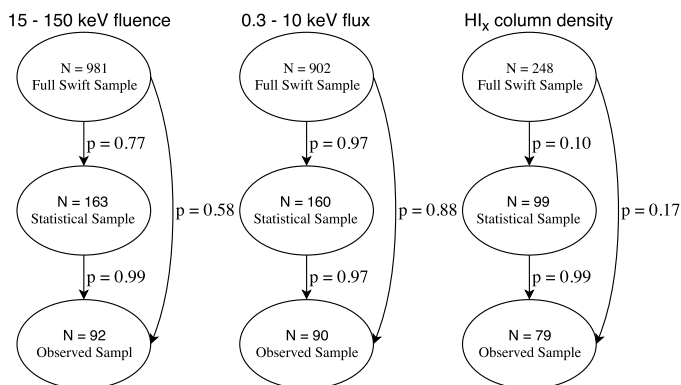 15 - 150 keV fluence
N = 981
Full Swift Sample
p = 0.77
N = 163
Statistical Sample
p = 0.58
p = 0.99
N = 92
Observed Sampl
0.3 - 10 keV flux
N = 902
Full Swift Sample
p = 0.97
N = 160
Statistical Sample
p = 0.88
p = 0.97
N = 90
Observed Sample
HIx column density
N = 248
Full Swift Sample
p = 0.10
N = 99
Statistical Sample
p = 0.17
p = 0.99
N = 79
Observed Sample